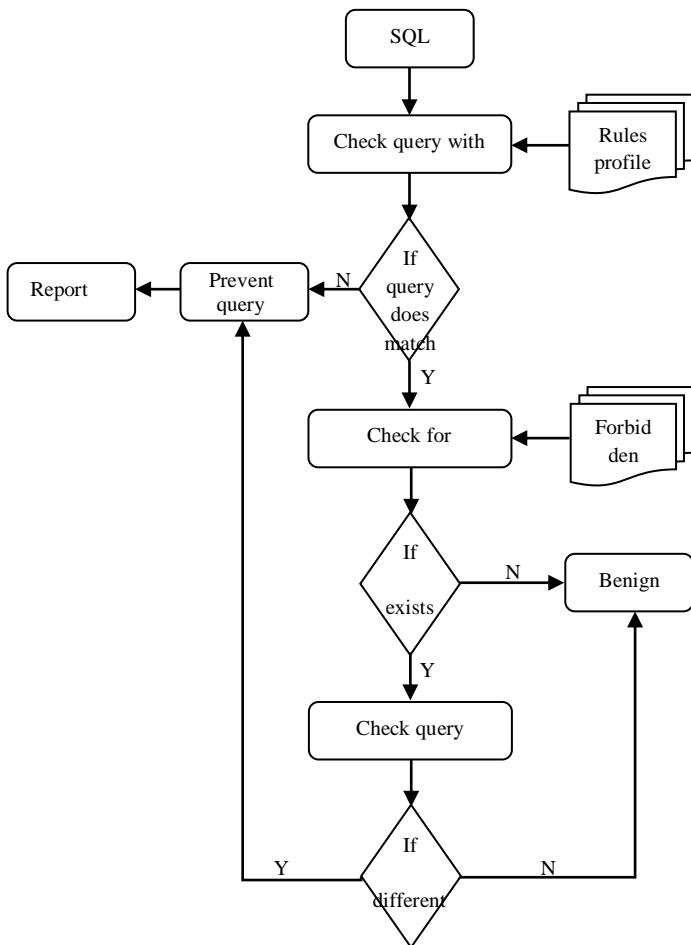 SQL
Check query with
Rules
profile
If
query
does
match
N
Prevent
query
Report
Y
Check for
Forbid
den
If
exists
N
Benign
Y
Check query
If
different
Y
N